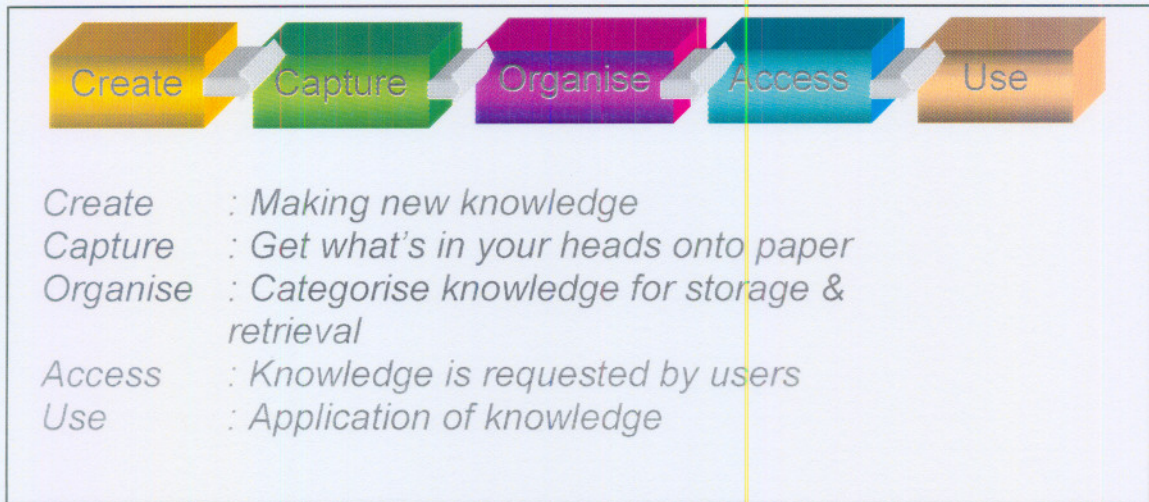 Create Capture Organise Access Use
Create : Making new knowledge
Capture : Get what's in your heads onto paper
Organise : Categorise knowledge for storage &
retrieval
Access : Knowledge is requested by users
Use : Application of knowledge